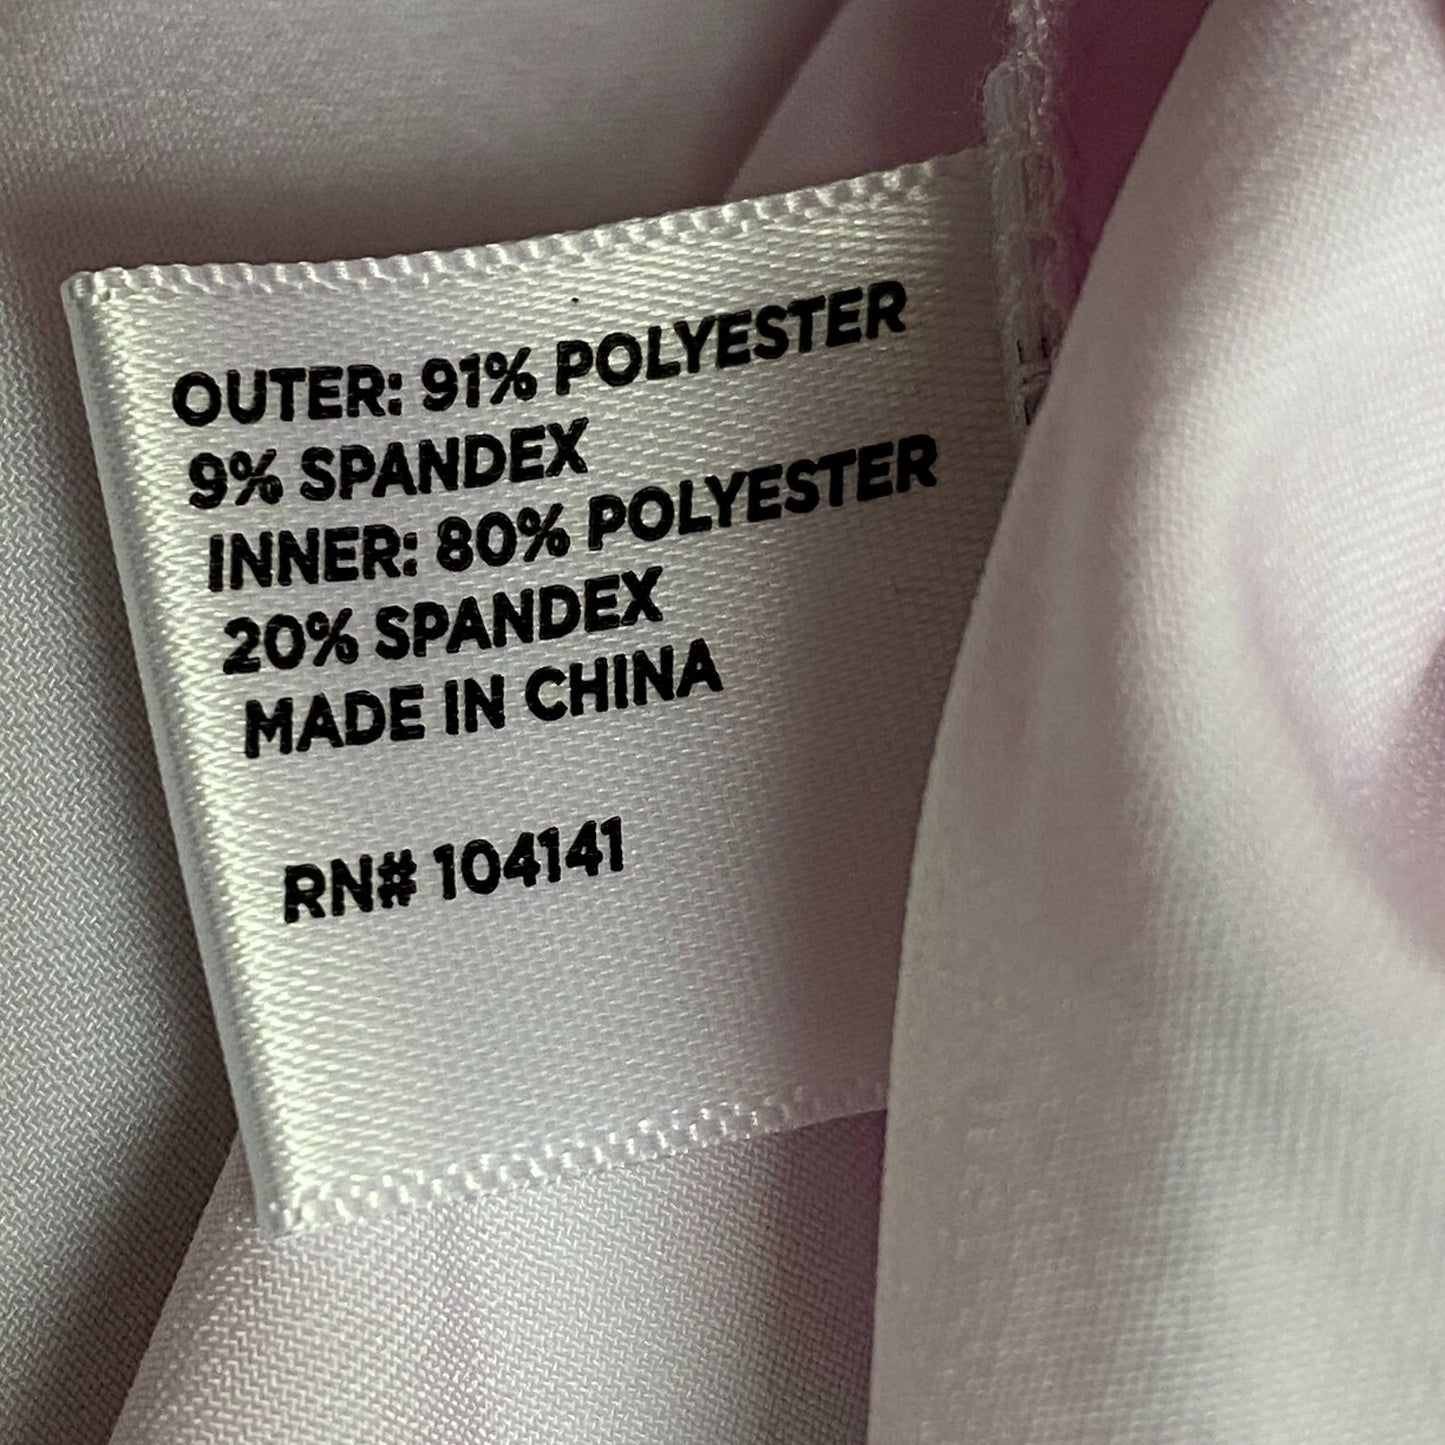 OUTER: 91% POLYESTER
9% SPANDEX
INNER: 80% POLYESTER
20% SPANDEX
MADE IN CHINA
RN# 104141